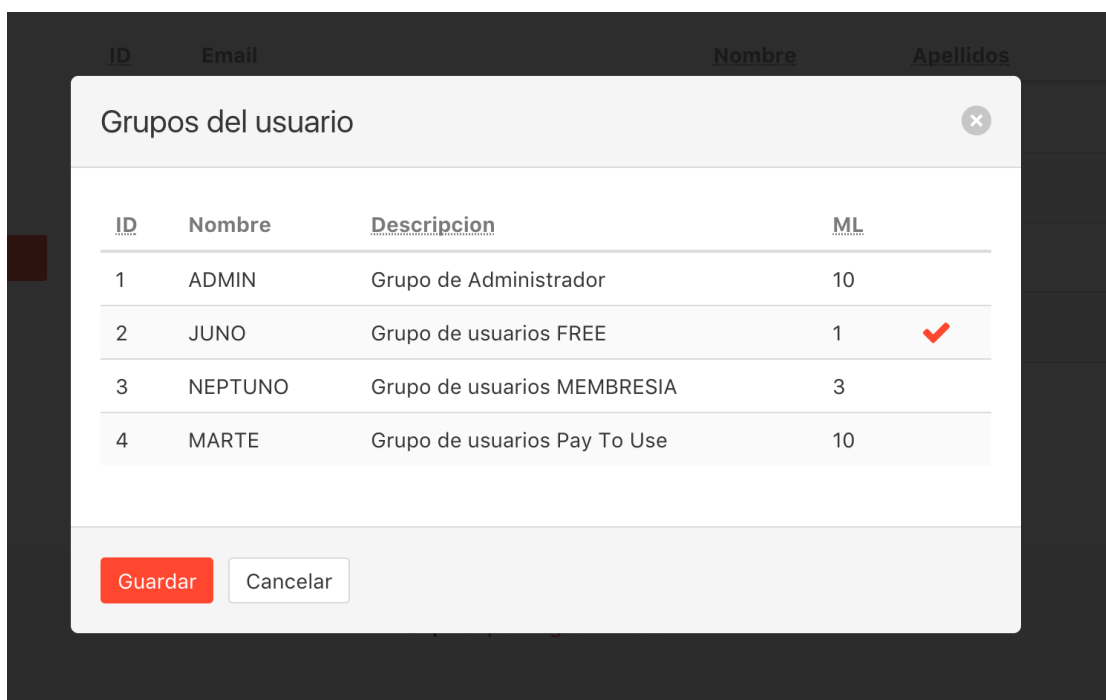 ID Email Nombre Apellidos
Grupos del usuario
ID Nombre Descripcion ML
1 ADMIN Grupo de Administrador 10
2 JUNO Grupo de usuarios FREE 1
3 NEPTUNO Grupo de usuarios MEMBRESIA 3
4 MARTE Grupo de usuarios Pay To Use 10
Guardar Cancelar